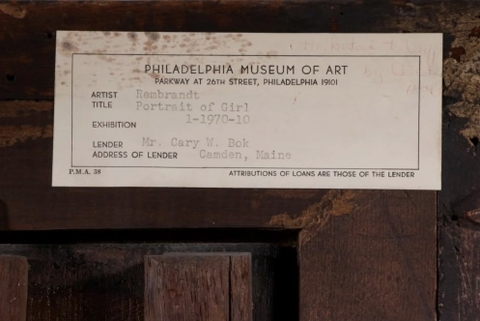 PHILADELPHIA MUSEUM OF ART
PARKWAY AT 26TH STREET, PHILADELPHIA 19101
ARTIST Rembrandt
TITLE Portrait of Girl
EXHIBITION 1-1970-10
LENDER Mr. Cary W. Bok
ADDRESS OF LENDER Camden, Maine
P.M.A. 38 ATTRIBUTIONS OF LOANS ARE THOSE OF THE LENDER